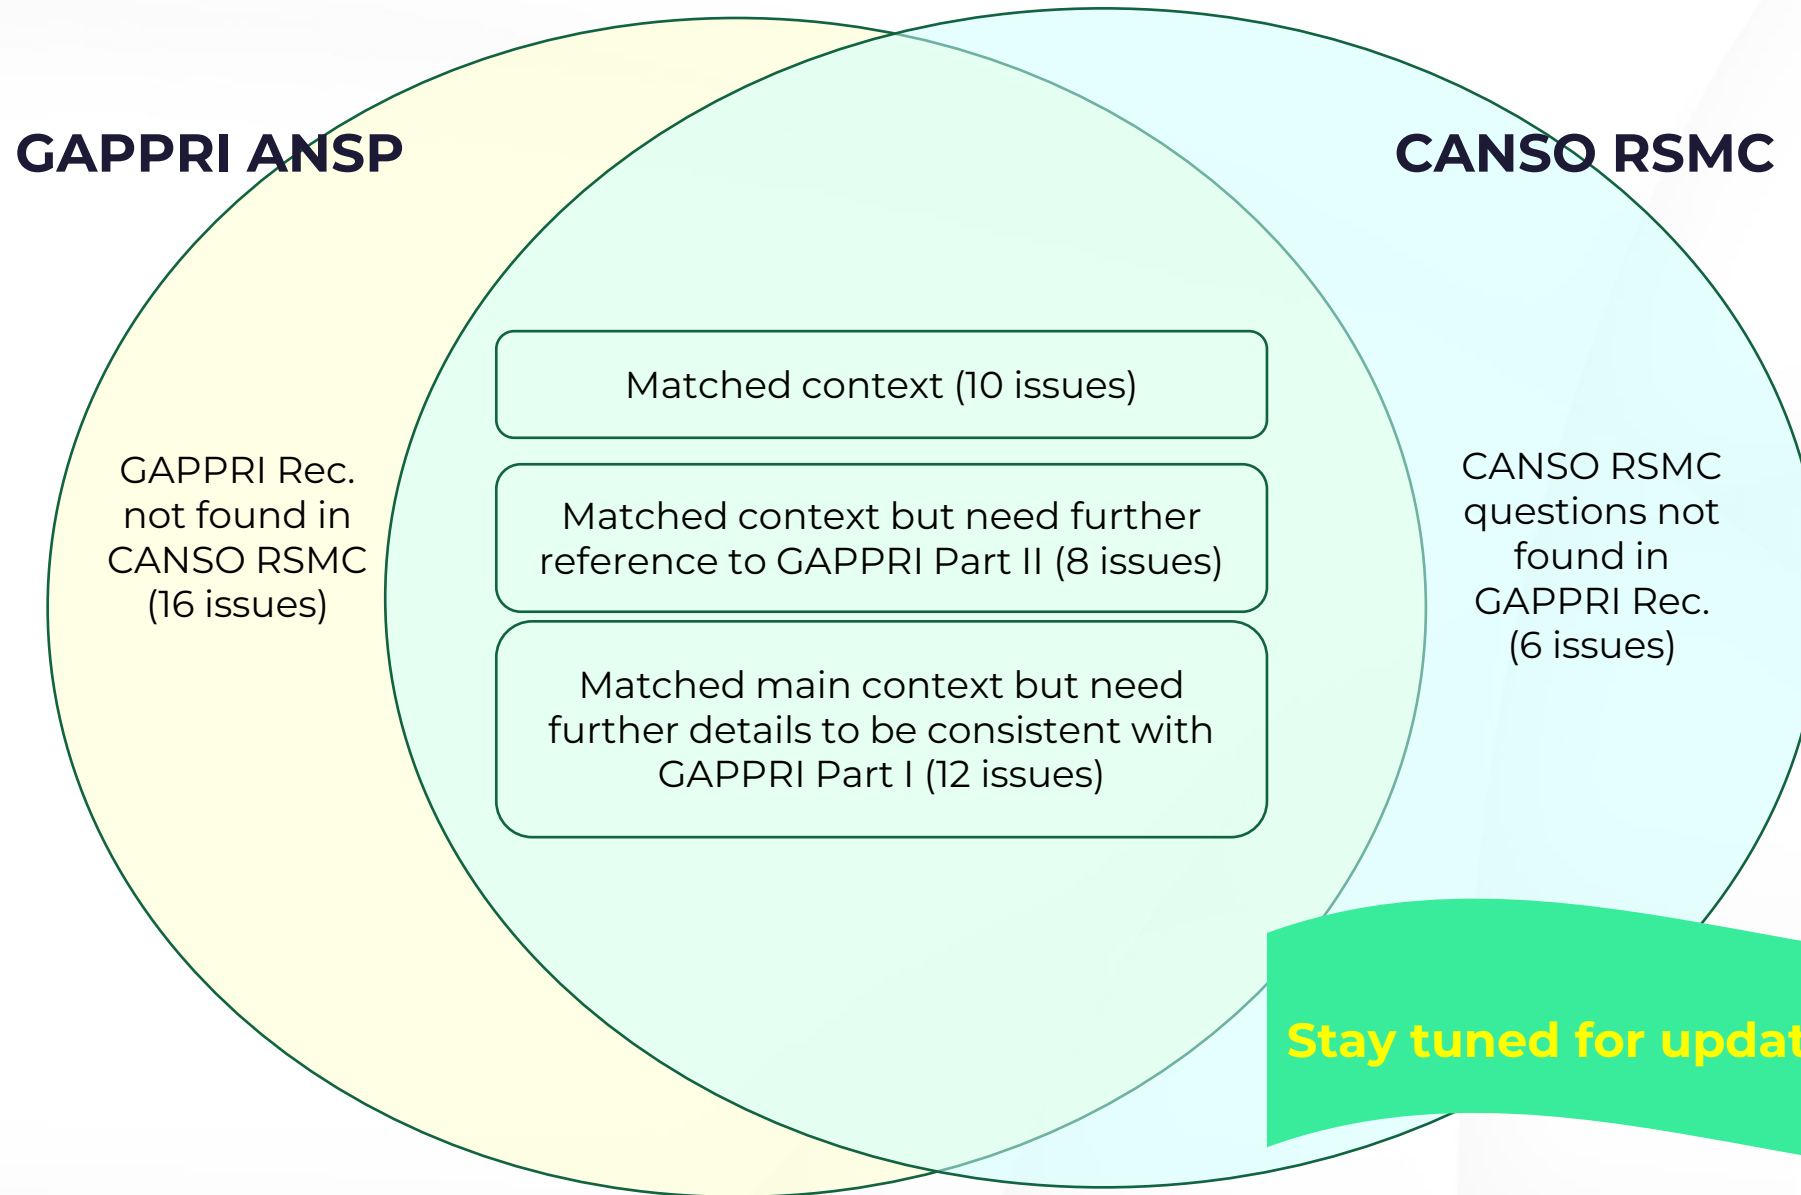 GAPPRI ANSP
CANSO RSMC
Matched context (10 issues)
GAPPRI Rec.
not found in
CANSO RSMC
(16 issues)
Matched context but need further
reference to GAPPRI Part II (8 issues)
Matched main context but need
further details to be consistent with
GAPPRI Part I (12 issues)
CANSO RSMC
questions not
found in
GAPPRI Rec.
(6 issues)
Stay tuned for